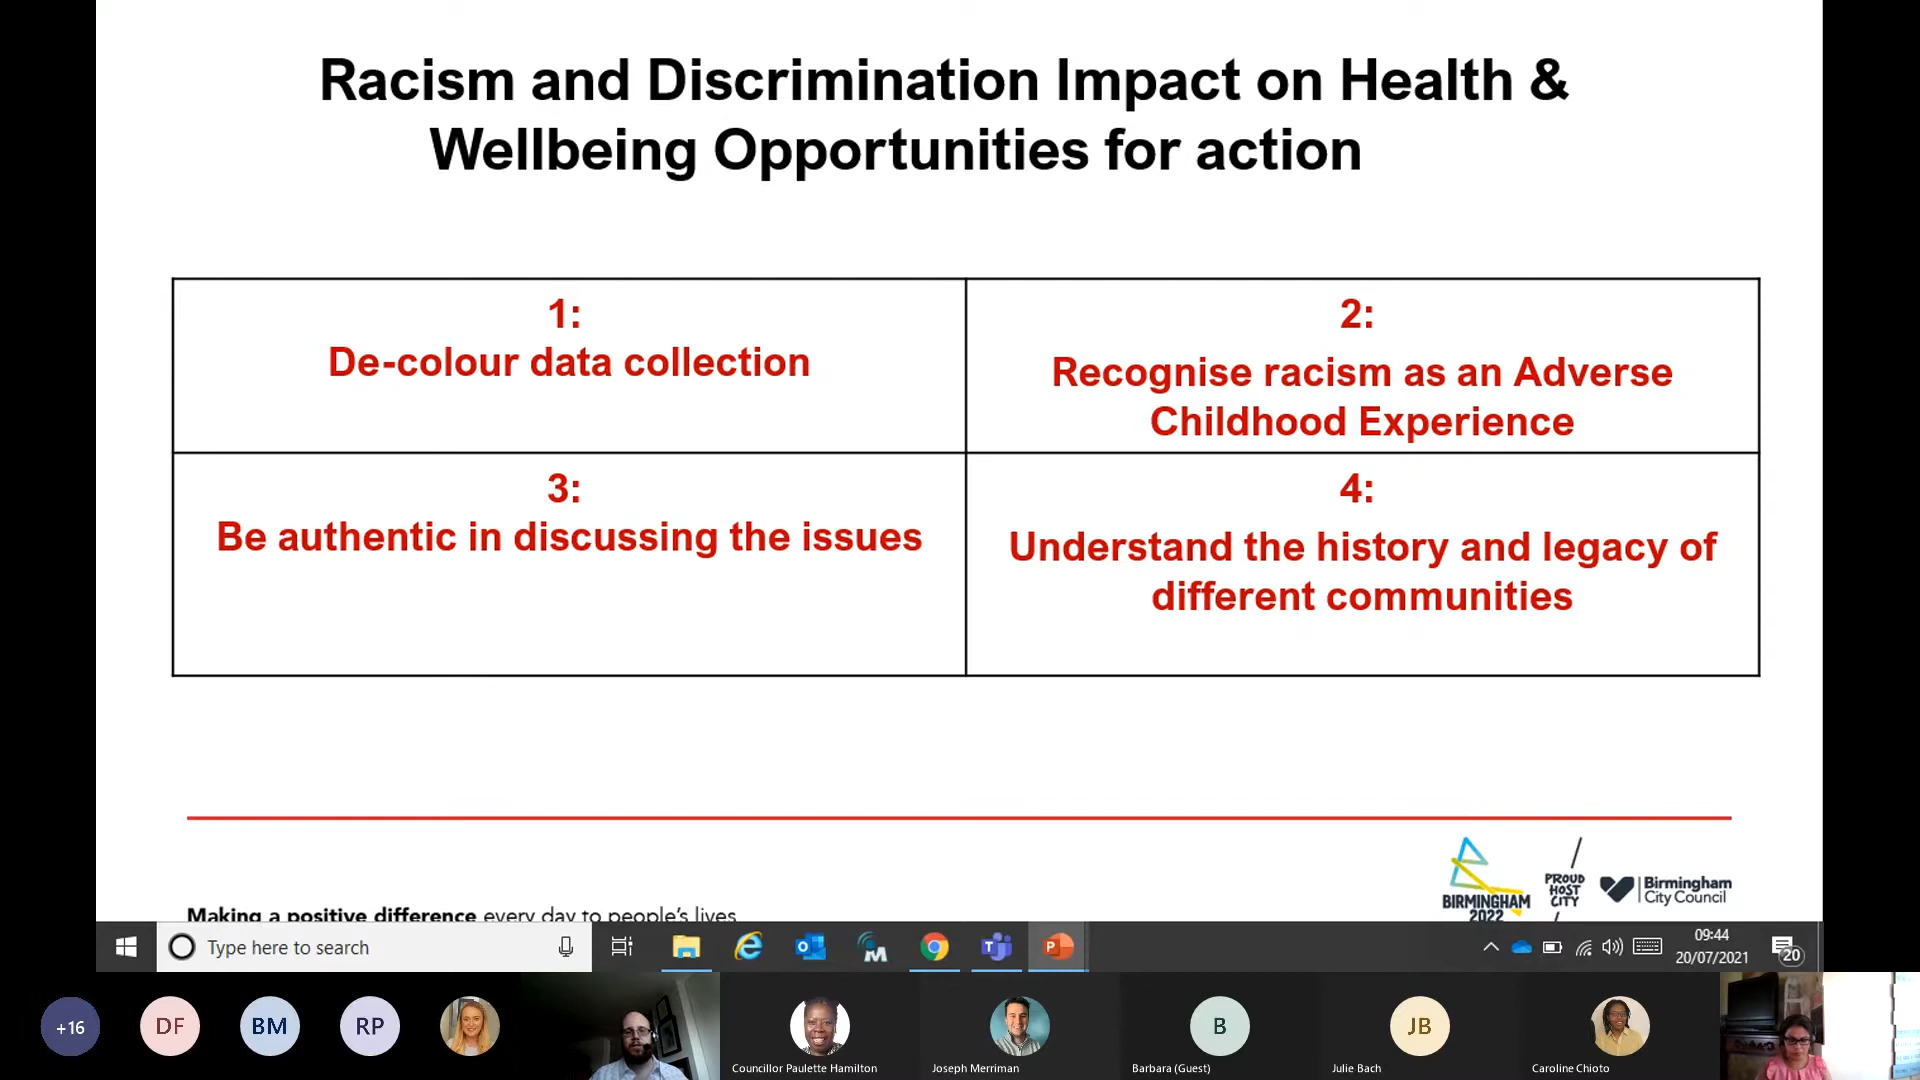 Racism and Discrimination Impact on Health &
Wellbeing Opportunities for action
1:
De-colour data collection
2:
Recognise racism as an Adverse
Childhood Experience
3:
Be authentic in discussing the issues
4:
Understand the history and legacy of
different communities
Making a positive difference every day to people's lives
BIRMINGHAM
2022
PROUD
HOST
CITY
Birmingham
City Council
Type here to search
09:44
20/07/2021
20
+16
DF
BM
RP
B
JB
Councillor Paulette Hamilton
Joseph Merriman
Barbara (Guest)
Julie Bach
Caroline Chioto